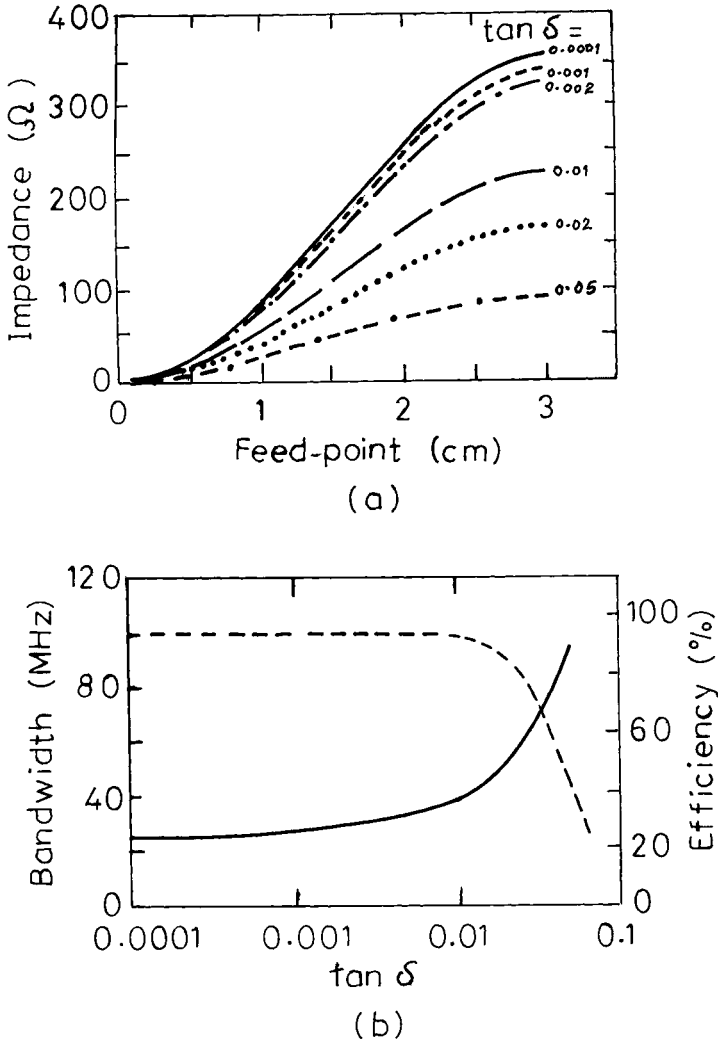 tan δ =
0.0001
0.001
0.002
0.01
0.02
0.05
400
300
200
100
0
Impedance (Ω)
0 1 2 3
Feed-point (cm)
(a)
120
80
40
0
Bandwidth (MHz)
100
60
20
0
Efficiency (%)
0.0001 0.001 0.01 0.1
tan δ
(b)